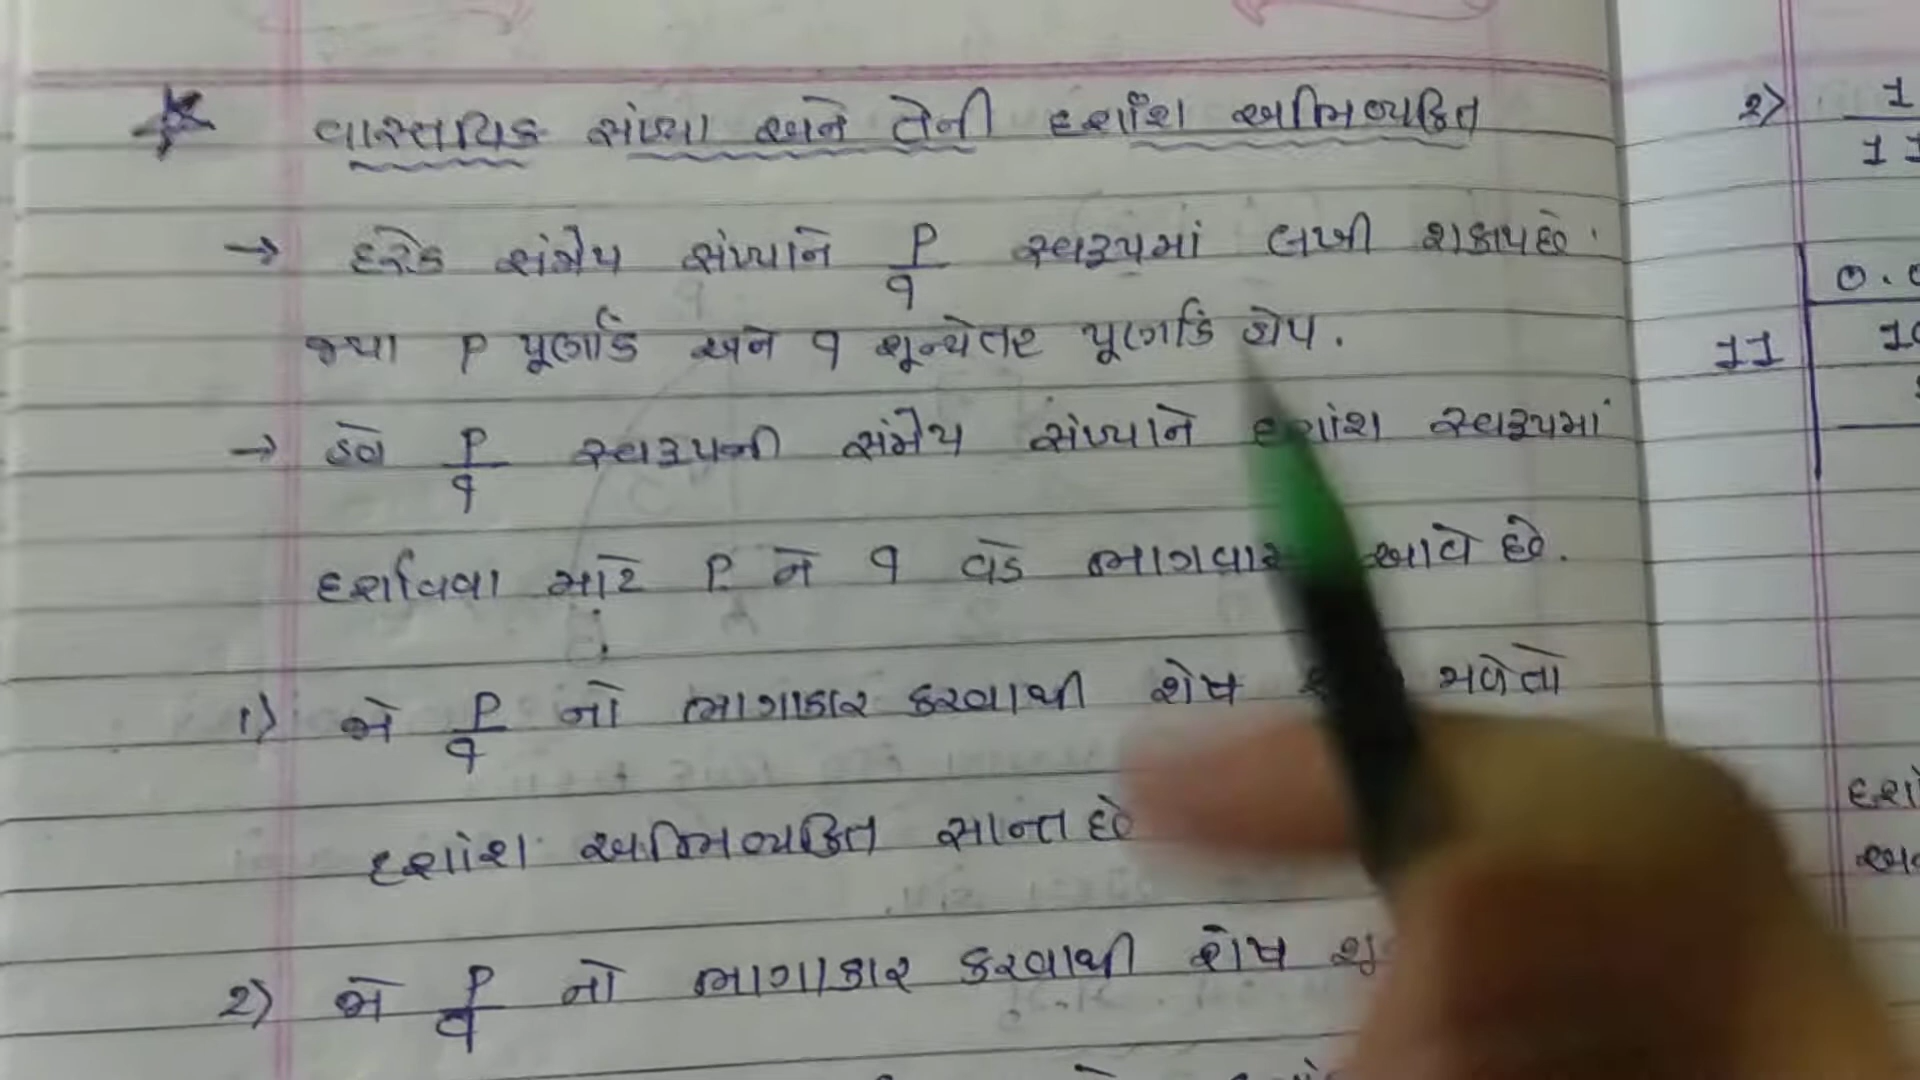 વાસ્તવિક સંખ્યા અને તેની દશાંશ અભિવ્યક્તિ
→ દરેક સંમેય સંખ્યાને P/q સ્વરૂપમાં લખી શકાય છે.
જ્યા P પૂર્ણાંક અને q શૂન્યેતર પૂર્ણાંક હોય.
→ હવે P/q સ્વરૂપની સંમેય સંખ્યાને દશાંશ સ્વરૂપમાં
દર્શાવવા માટે P ને q વડે ભાગવામાં આવે છે.
1) જો P/q નો ભાગાકાર કરવાથી શેષ મળે તો
દશાંશ અભિવ્યક્તિ સાન્ત છે
2) જો P/q નો ભાગાકાર કરવાથી શેષ
2)
11